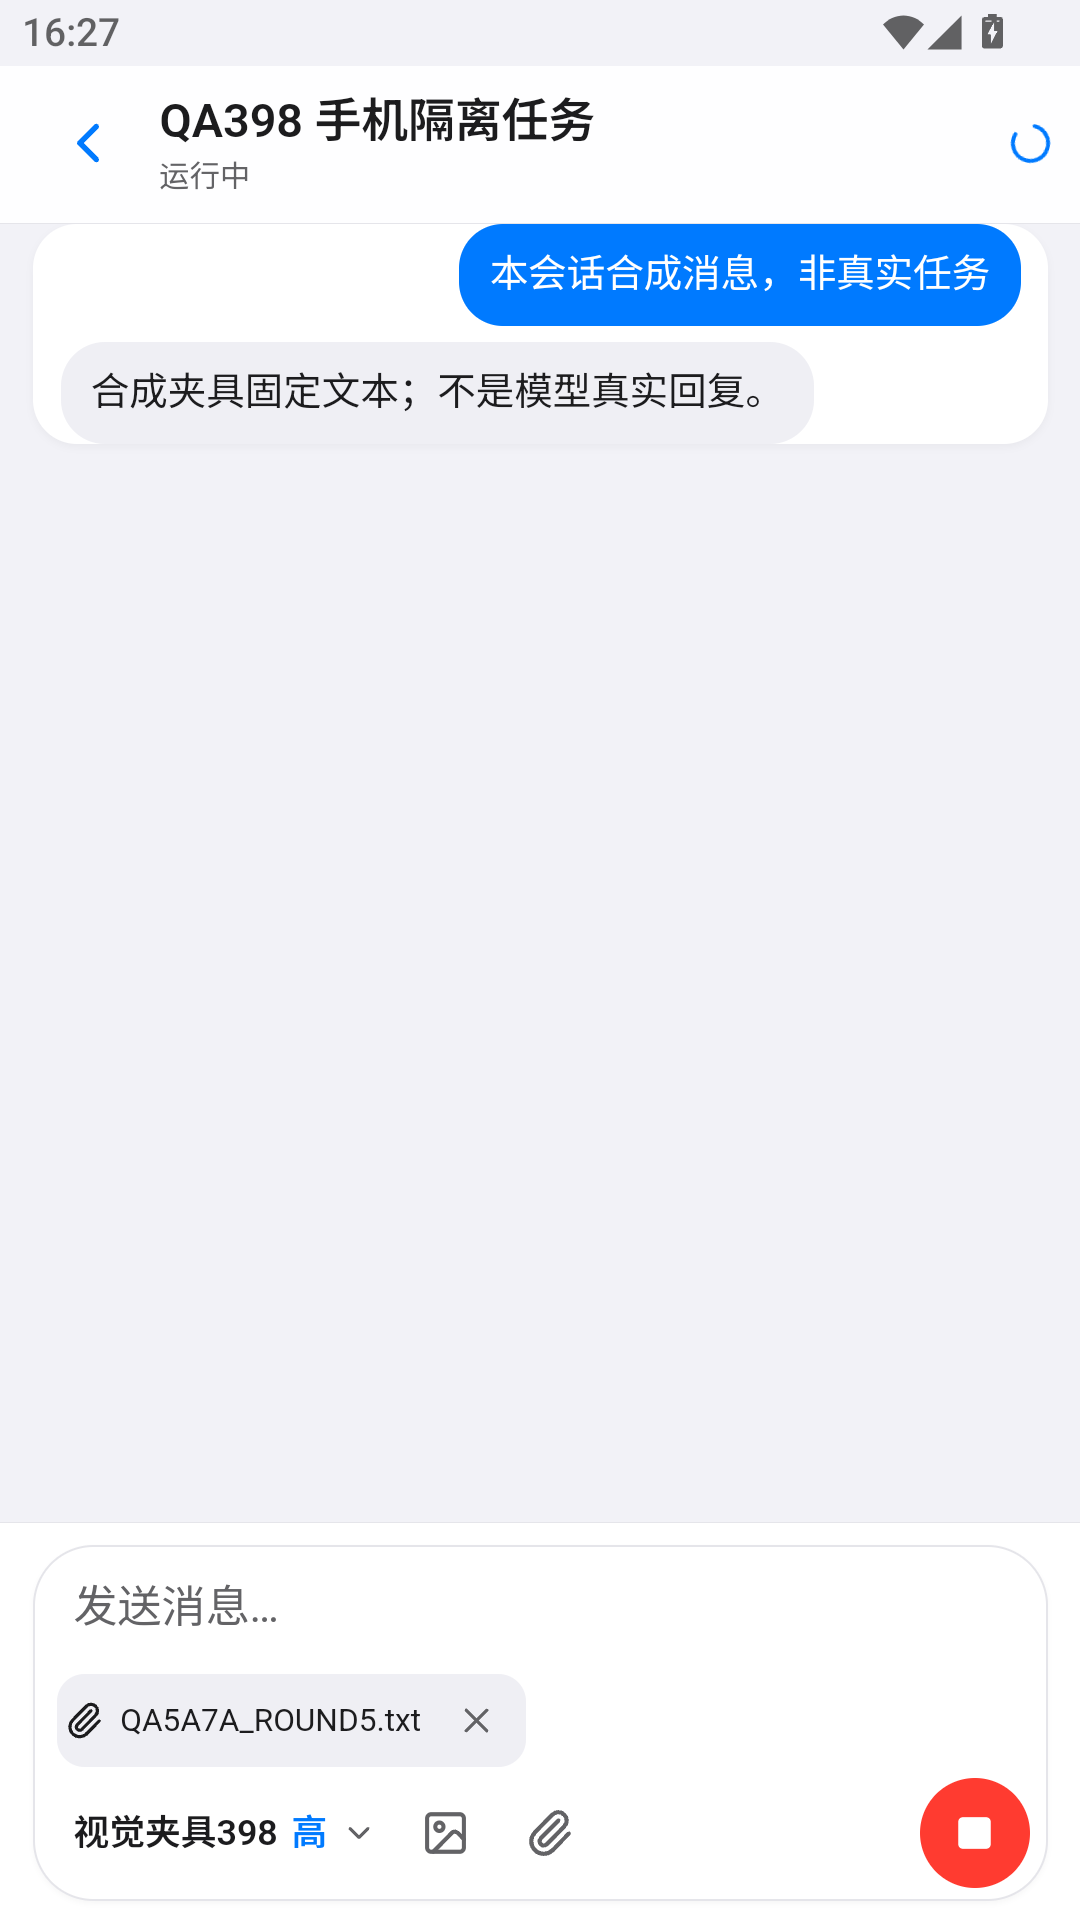 16:27
QA398 手机隔离任务
运行中
本会话合成消息，非真实任务
合成夹具固定文本；不是模型真实回复。
发送消息...
QA5A7A_ROUND5.txt
视觉夹具398 高